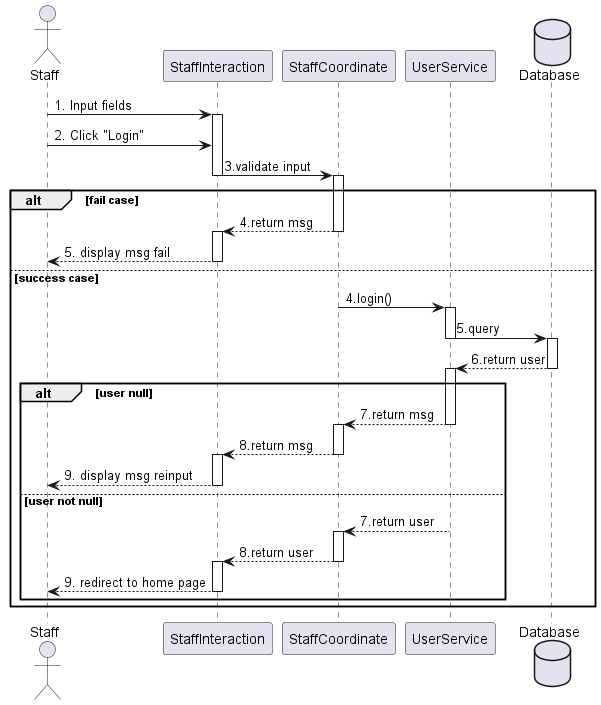 Staff
StaffInteraction
StaffCoordinate
UserService
Database
1. Input fields
2. Click "Login"
3.validate input
alt
[fail case]
4.return msg
5. display msg fail
[success case]
4.login()
5.query
6.return user
alt
[user null]
7.return msg
8.return msg
9. display msg reinput
[user not null]
7.return user
8.return user
9. redirect to home page
Staff
StaffInteraction
StaffCoordinate
UserService
Database